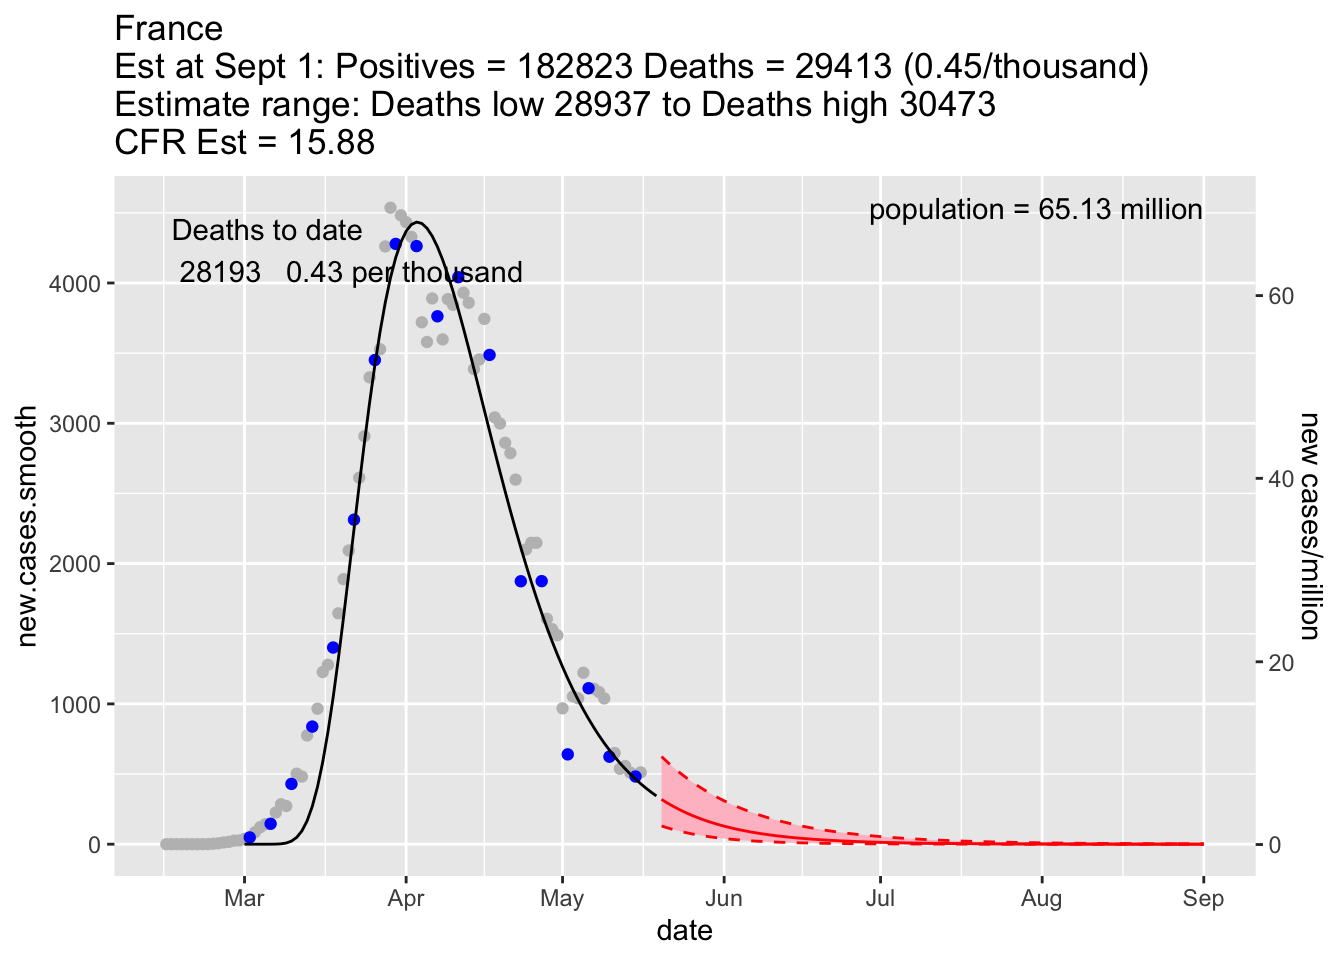 France
Est at Sept 1: Positives = 182823 Deaths = 29413 (0.45/thousand)
Estimate range: Deaths low 28937 to Deaths high 30473
CFR Est = 15.88
population = 65.13 million
Deaths to date
28193 0.43 per thousand
new.cases.smooth
4000
3000
2000
1000
0
new cases/million
60
40
20
0
Mar Apr May Jun Jul Aug Sep
date